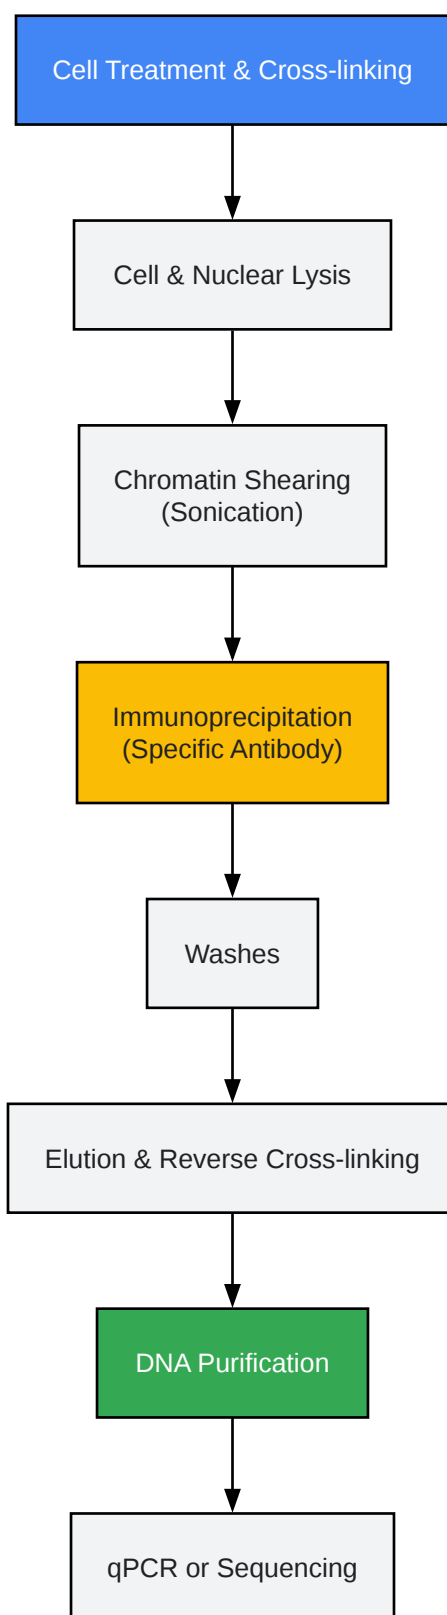 Cell Treatment & Cross-linking
Cell & Nuclear Lysis
Chromatin Shearing
(Sonication)
Immunoprecipitation
(Specific Antibody)
Washes
Elution & Reverse Cross-linking
DNA Purification
qPCR or Sequencing